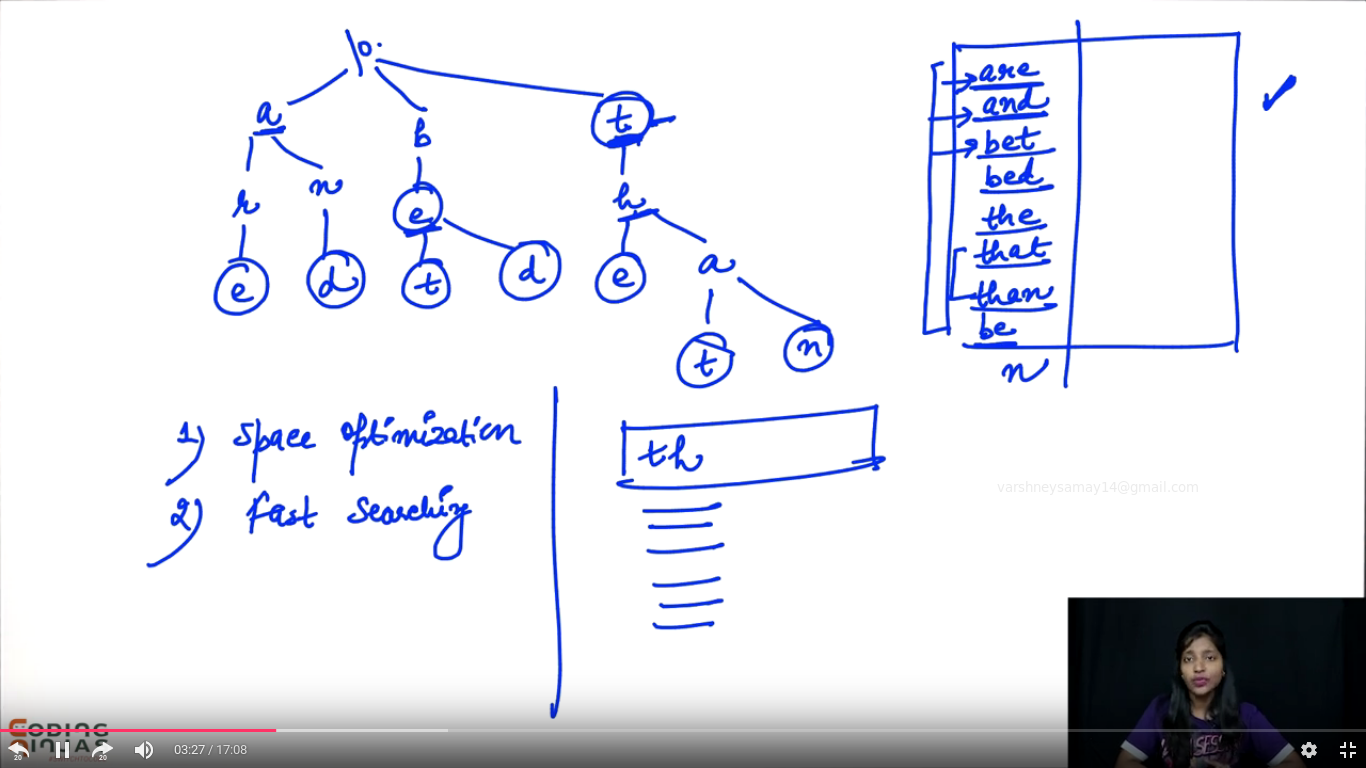 \0
a
b
t
r
n
e
h
e
d
t
d
e
a
t
n
are
and
bet
bed
the
that
than
be
n
1) Space optimization
2) Fast Searching
th
varshneysamay14@gmail.com
CODING
NINJAS
20
20
03:27 / 17:08